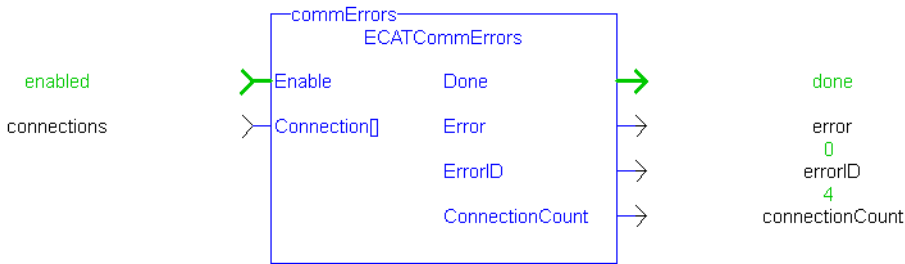 commErrors
ECATCommErrors
enabled Enable Done done
connections Connection[] Error error
0
ErrorID errorID
4
ConnectionCount connectionCount